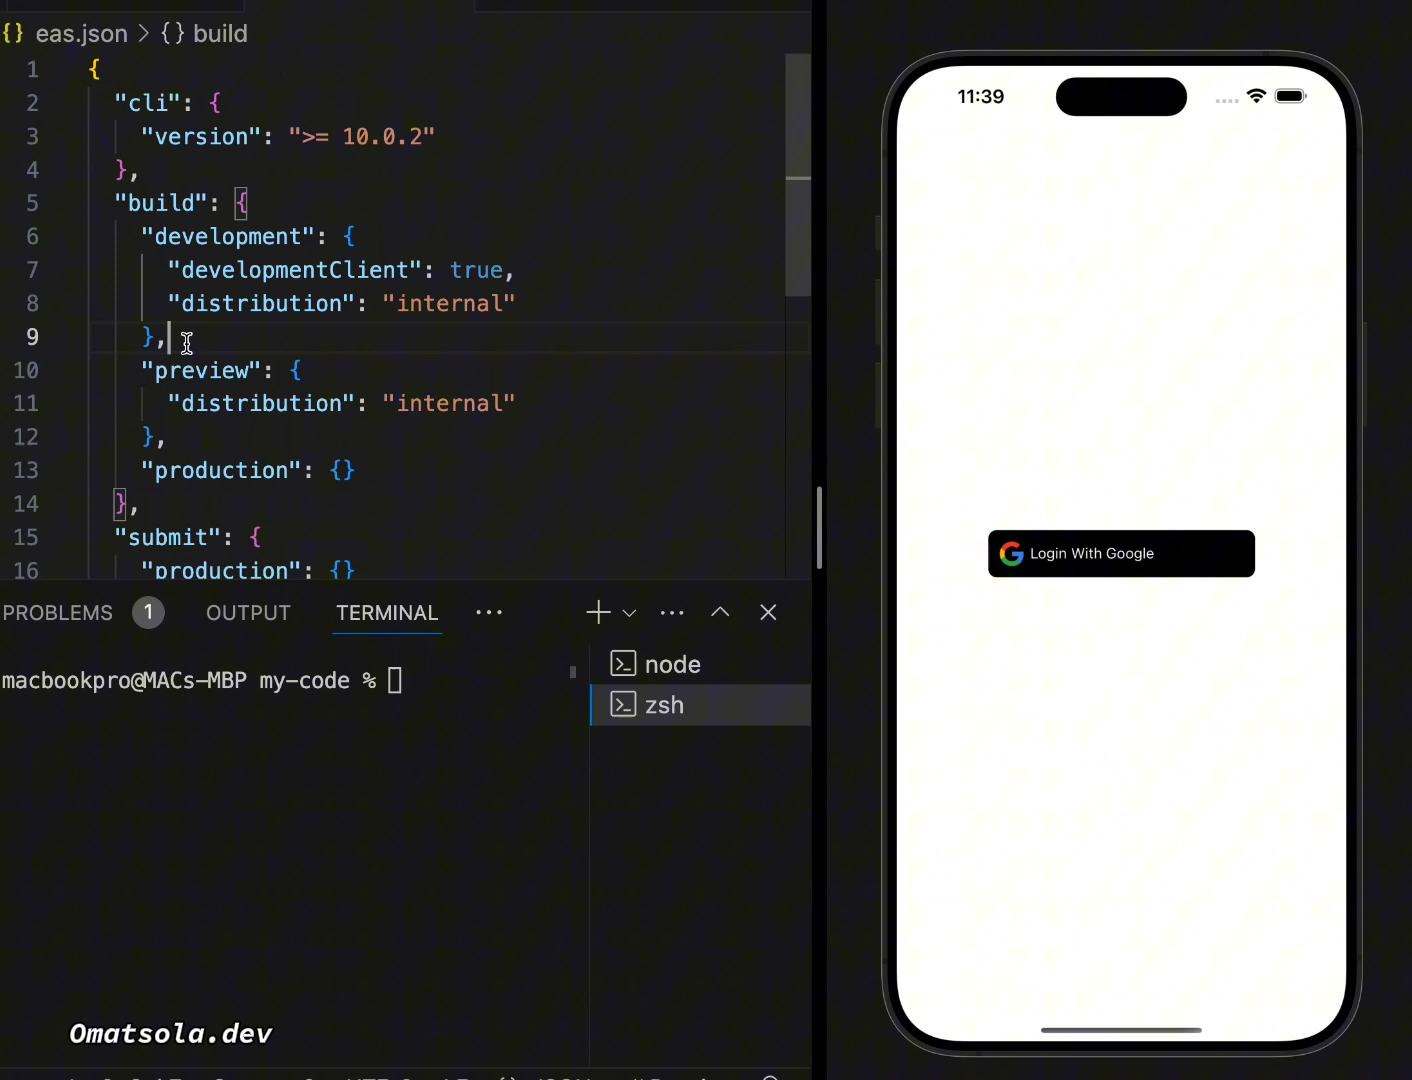 {} eas.json > {} build
1 {
2 "cli": {
3 "version": ">= 10.0.2"
4 },
5 "build": {
6 "development": {
7 "developmentClient": true,
8 "distribution": "internal"
9 },
10 "preview": {
11 "distribution": "internal"
12 },
13 "production": {}
14 },
15 "submit": {
16 "production": {}
PROBLEMS 1 OUTPUT TERMINAL ...
node
macbookpro@MACs-MBP my-code %
zsh
Omatsola.dev
11:39
Login With Google